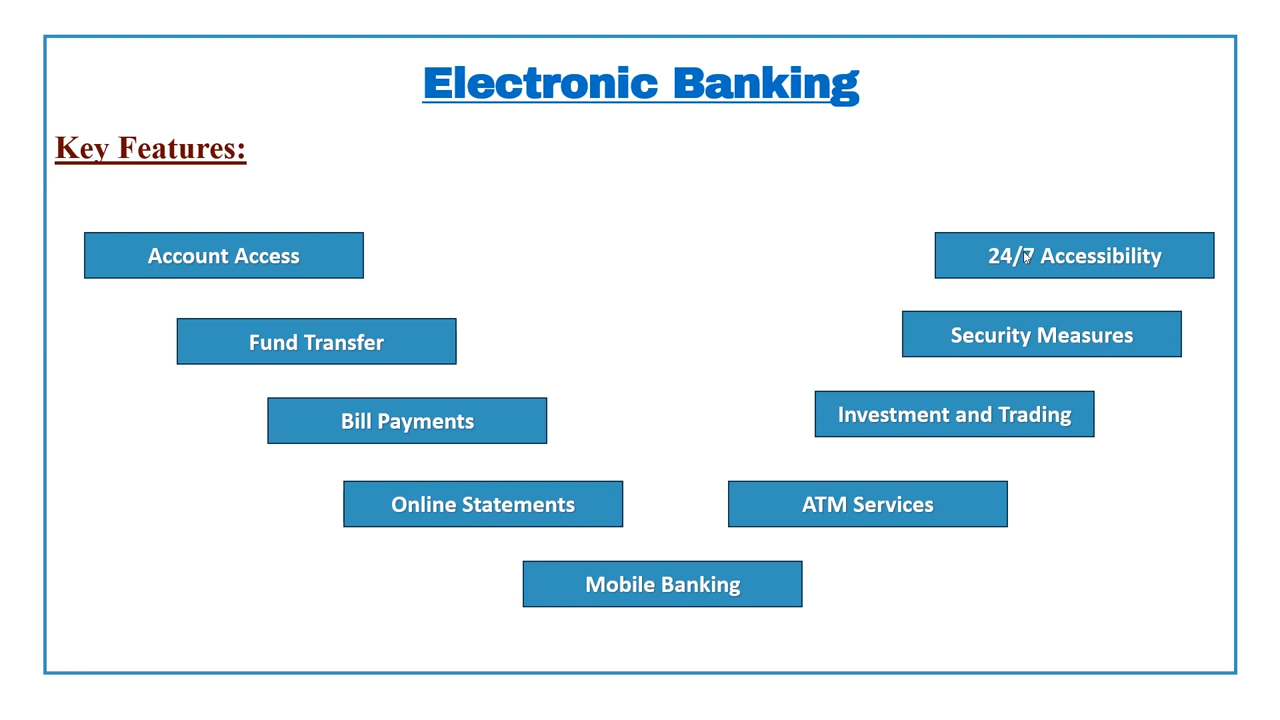 Electronic Banking
Key Features:
Account Access
24/7 Accessibility
Fund Transfer
Security Measures
Bill Payments
Investment and Trading
Online Statements
ATM Services
Mobile Banking